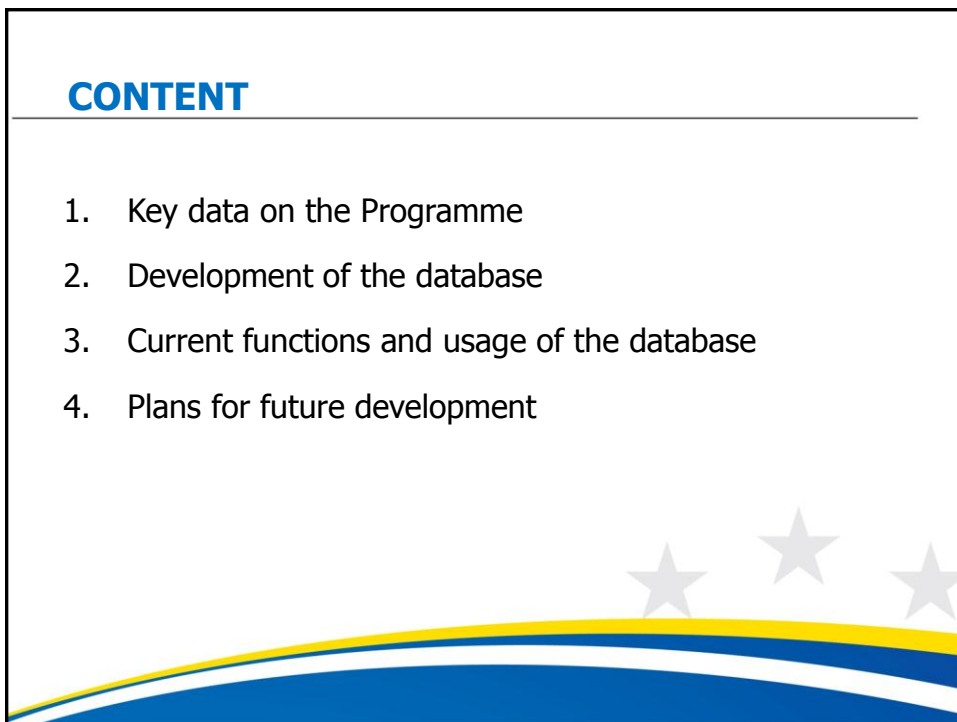 CONTENT
1. Key data on the Programme
2. Development of the database
3. Current functions and usage of the database
4. Plans for future development